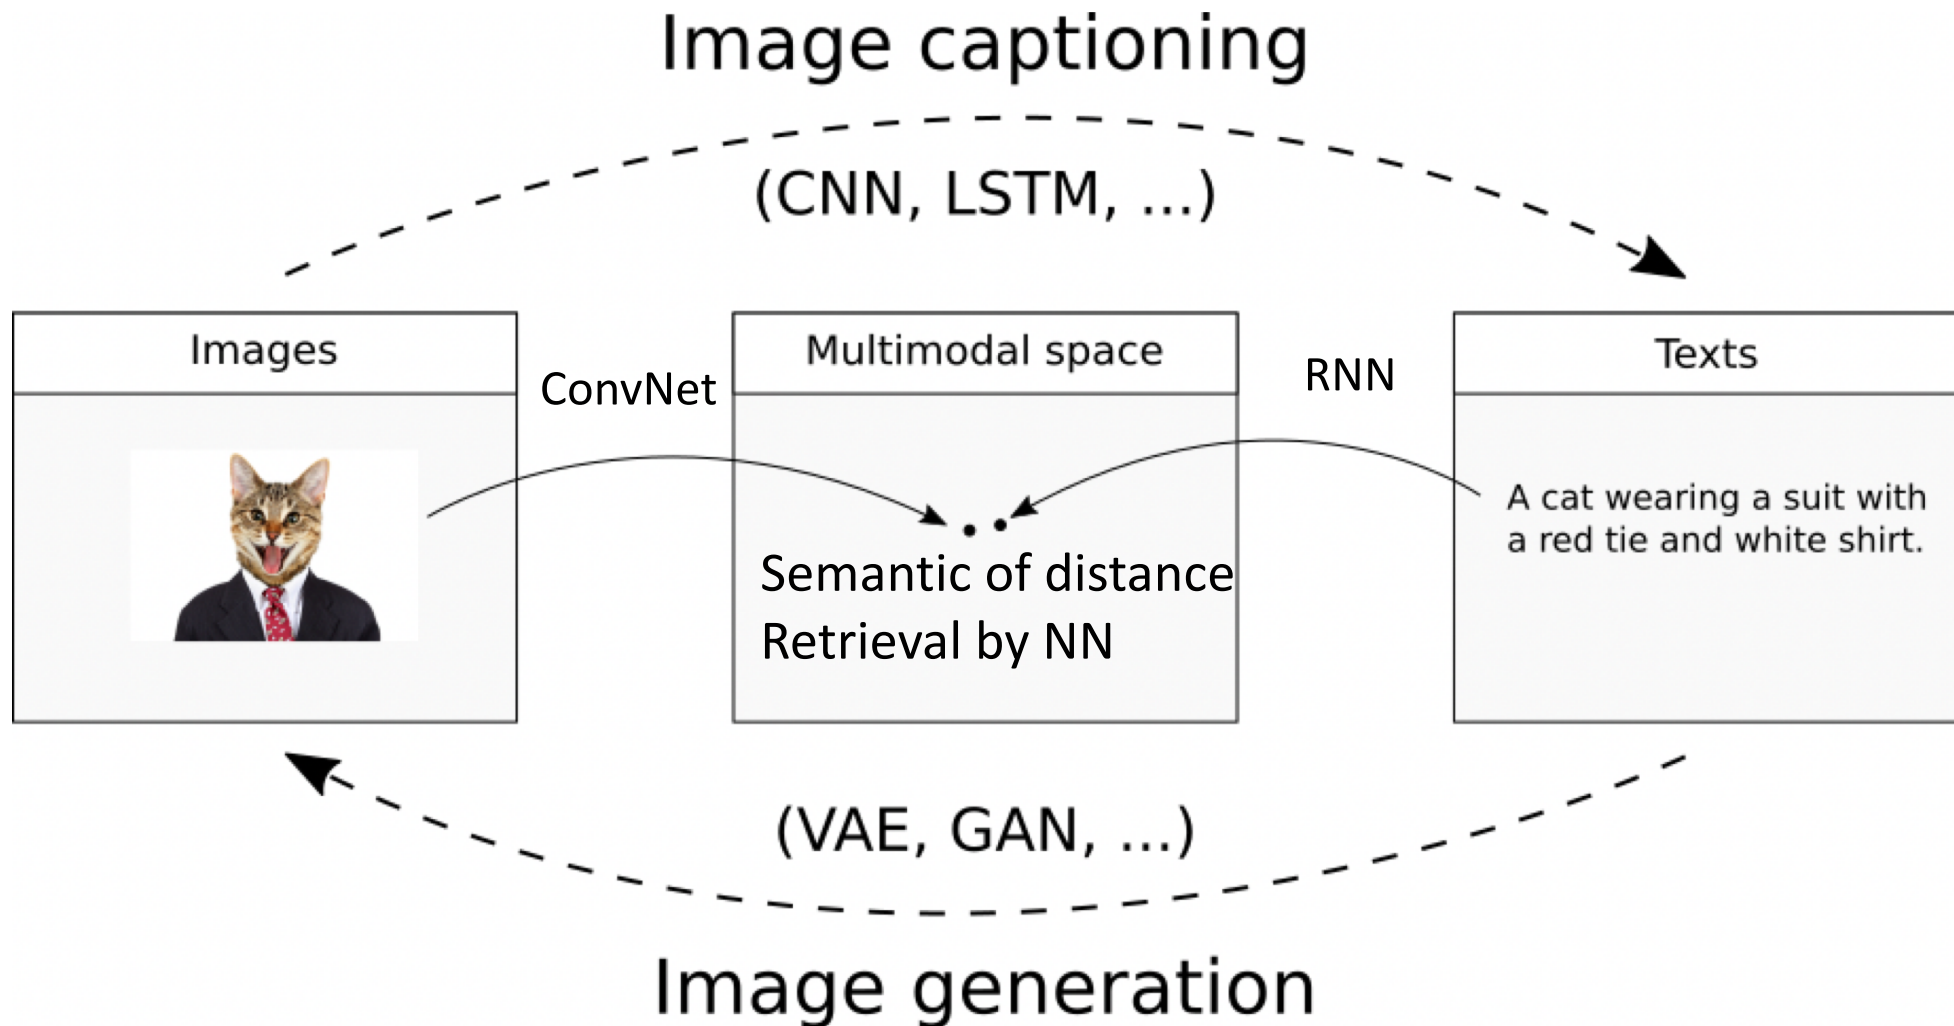 Image captioning
(CNN, LSTM, ...)
Images
ConvNet
Multimodal space
RNN
Texts
A cat wearing a suit with
a red tie and white shirt.
Semantic of distance
Retrieval by NN
(VAE, GAN, ...)
Image generation